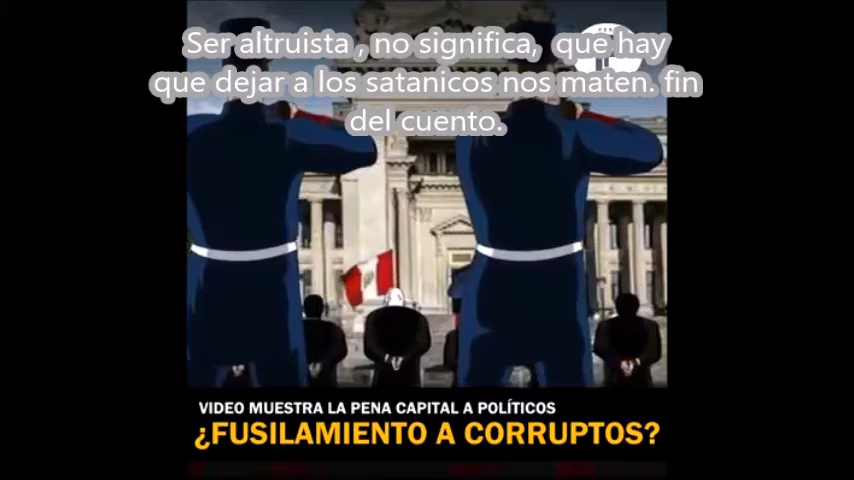 Ser altruista , no significa, que hay
que dejar a los satanicos nos maten. fin
del cuento.
VIDEO MUESTRA LA PENA CAPITAL A POLÍTICOS
¿FUSILAMIENTO A CORRUPTOS?